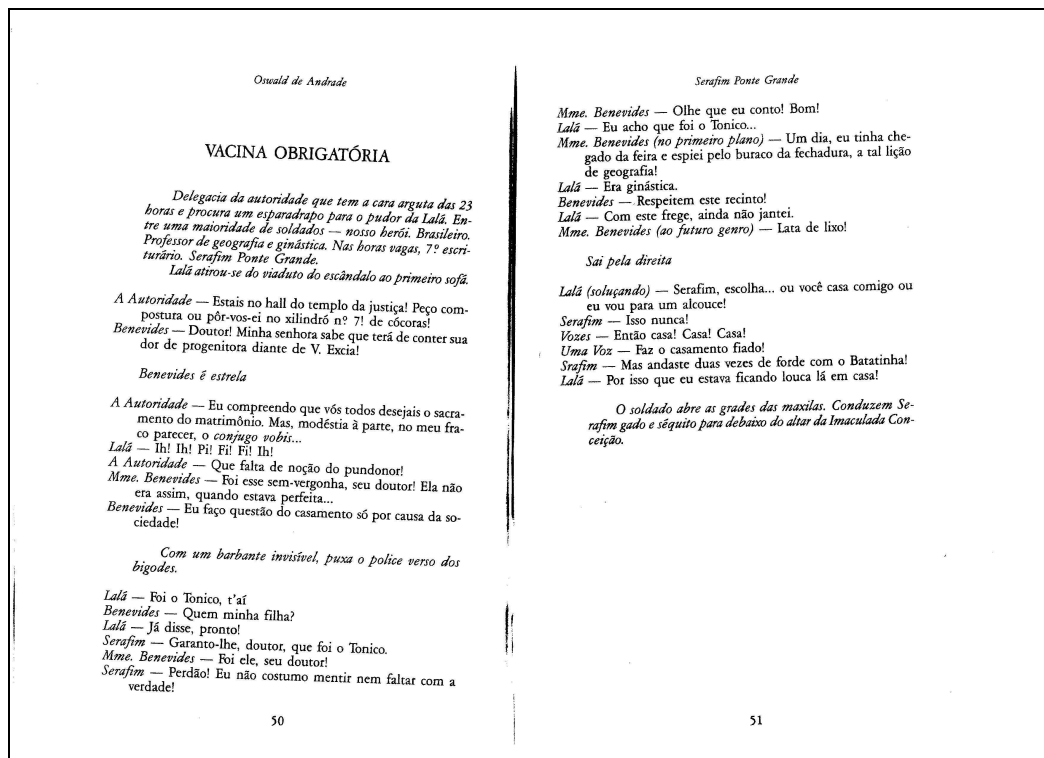 Oswald de Andrade
VACINA OBRIGATÓRIA
Delegacia da autoridade que tem a cara arguta das 23
horas e procura um esparadrapo para o pudor da Lalá. En-
tre uma maioridade de soldados — nosso herói. Brasileiro.
Professor de geografia e ginástica. Nas horas vagas, 7º escri-
turário. Serafim Ponte Grande.
Lalá atirou-se do viaduto do escândalo ao primeiro sofá.
A Autoridade — Estais no hall do templo da justiça! Peço com-
postura ou pôr-vos-ei no xilindró nº 7! de cócoras!
Benevides — Doutor! Minha senhora sabe que terá de conter sua
dor de progenitora diante de V. Excia!
Benevides é estrela
A Autoridade — Eu compreendo que vós todos desejais o sacra-
mento do matrimônio. Mas, modéstia à parte, no meu fra-
co parecer, o conjugo vobis...
Lalá — Ih! Ih! Pi! Fi! Fi! Ih!
A Autoridade — Que falta de noção do pundonor!
Mme. Benevides — Foi esse sem-vergonha, seu doutor! Ela não
era assim, quando estava perfeita...
Benevides — Eu faço questão do casamento só por causa da so-
ciedade!
Com um barbante invisível, puxa o police verso dos
bigodes.
Lalá — Foi o Tonico, t'aí
Benevides — Quem minha filha?
Lalá — Já disse, pronto!
Serafim — Garanto-lhe, doutor, que foi o Tonico.
Mme. Benevides — Foi ele, seu doutor!
Serafim — Perdão! Eu não costumo mentir nem faltar com a
verdade!
50
Serafim Ponte Grande
Mme. Benevides — Olhe que eu conto! Bom!
Lalá — Eu acho que foi o Tonico...
Mme. Benevides (no primeiro plano) — Um dia, eu tinha che-
gado da feira e espiei pelo buraco da fechadura, a tal lição
de geografia!
Lalá — Era ginástica.
Benevides — Respeitem este recinto!
Lalá — Com este frege, ainda não jantei.
Mme. Benevides (ao futuro genro) — Lata de lixo!
Sai pela direita
Lalá (soluçando) — Serafim, escolha... ou você casa comigo ou
eu vou para um alcouce!
Serafim — Isso nunca!
Vozes — Então casa! Casa! Casa!
Uma Voz — Faz o casamento fiado!
Srafim — Mas andaste duas vezes de forde com o Batatinha!
Lalá — Por isso que eu estava ficando louca lá em casa!
O soldado abre as grades das maxilas. Conduzem Se-
rafim gado e séquito para debaixo do altar da Imaculada Con-
ceição.
51